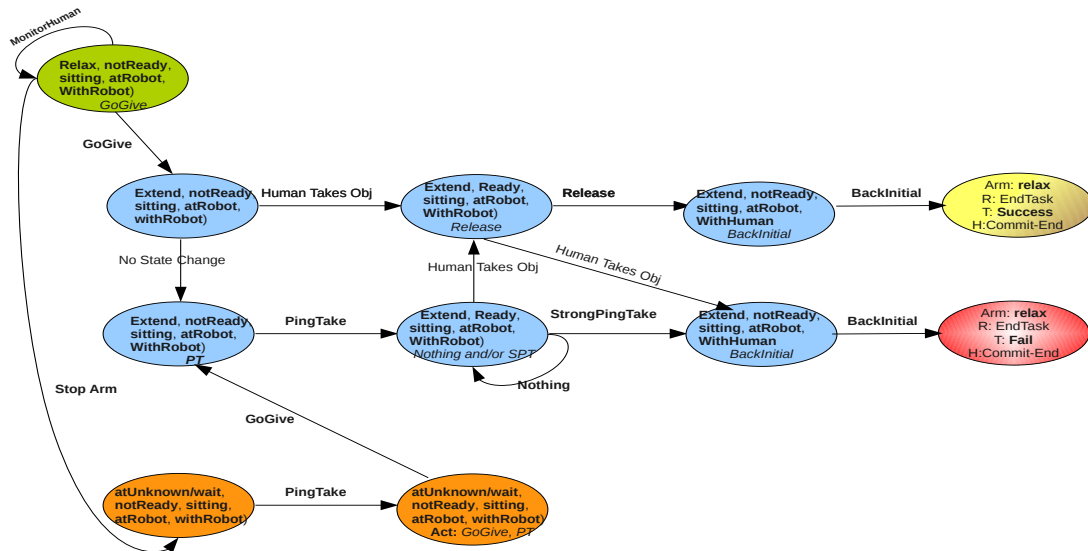 MonitorHuman
Relax, notReady,
sitting, atRobot,
WithRobot)
GoGive
GoGive
Extend, notReady
sitting, atRobot,
withRobot)
Human Takes Obj
Extend, Ready,
sitting, atRobot,
WithRobot)
Release
Release
Extend, notReady,
sitting, atRobot,
WithHuman
BackInitial
BackInitial
Arm: relax
R: EndTask
T: Success
H:Commit-End
No State Change
Human Takes Obj
Human Takes Obj
Extend, notReady
sitting, atRobot,
WithRobot)
PT
PingTake
Extend, Ready,
sitting, atRobot,
WithRobot)
Nothing and/or SPT
StrongPingTake
Nothing
Extend, notReady,
sitting, atRobot,
WithHuman
BackInitial
BackInitial
Arm: relax
R: EndTask
T: Fail
H:Commit-End
Stop Arm
GoGive
atUnknown/wait,
notReady, sitting,
atRobot, withRobot)
PingTake
atUnknown/wait,
notReady, sitting,
atRobot, withRobot)
Act: GoGive, PT